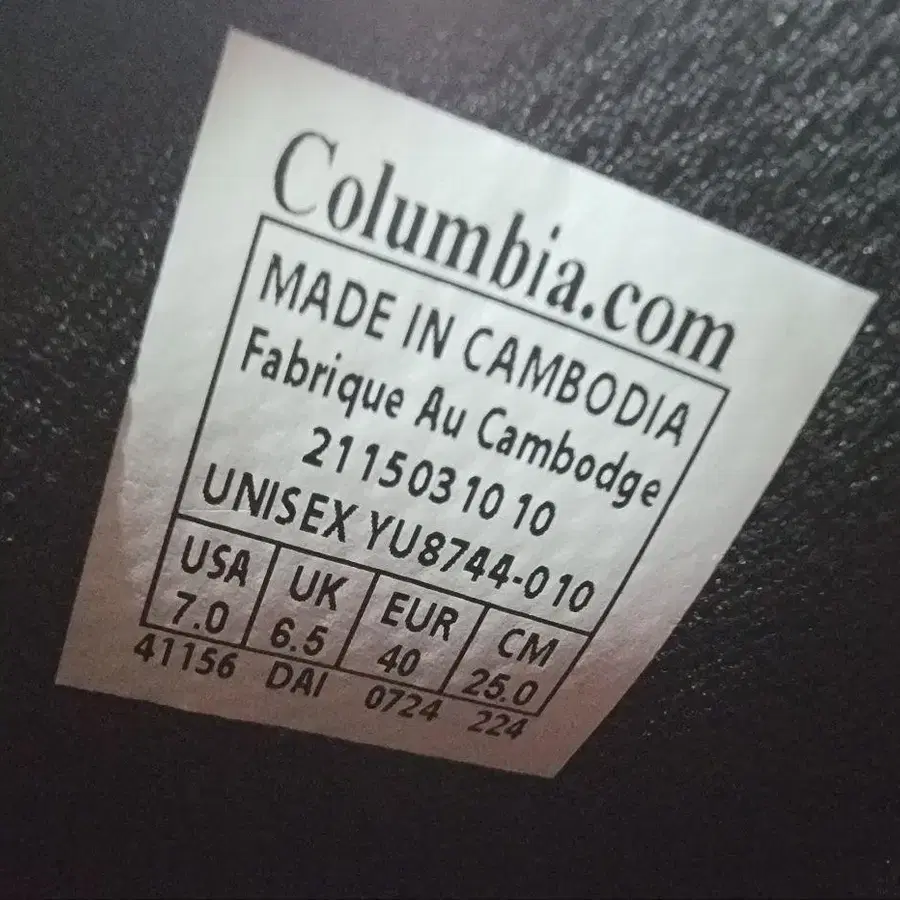 Columbia.com
MADE IN CAMBODIA
Fabrique Au Cambodge
2115031010
UNISEX YU8744-010
USA UK EUR CM
7.0 6.5 40 25.0
41156 DAI 0724 224